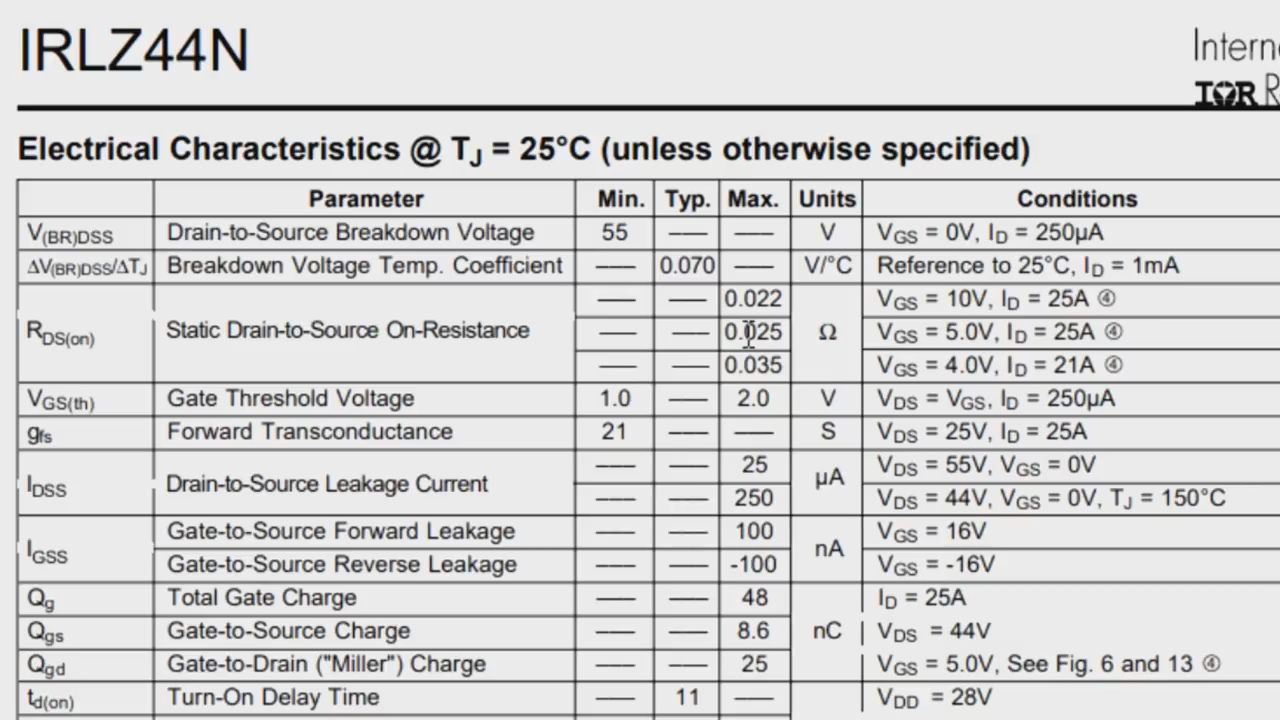 IRLZ44N
Intern
IOR R
Electrical Characteristics @ TJ = 25°C (unless otherwise specified)
Parameter Min. Typ. Max. Units Conditions
V(BR)DSS Drain-to-Source Breakdown Voltage 55 –– –– V VGS = 0V, ID = 250µA
ΔV(BR)DSS/ΔTJ Breakdown Voltage Temp. Coefficient –– 0.070 –– V/°C Reference to 25°C, ID = 1mA
RDS(on) Static Drain-to-Source On-Resistance –– –– 0.022 Ω VGS = 10V, ID = 25A ④
–– –– 0.025 VGS = 5.0V, ID = 25A ④
–– –– 0.035 VGS = 4.0V, ID = 21A ④
VGS(th) Gate Threshold Voltage 1.0 –– 2.0 V VDS = VGS, ID = 250µA
gfs Forward Transconductance 21 –– –– S VDS = 25V, ID = 25A
IDSS Drain-to-Source Leakage Current –– –– 25 µA VDS = 55V, VGS = 0V
–– –– 250 VDS = 44V, VGS = 0V, TJ = 150°C
IGSS Gate-to-Source Forward Leakage –– –– 100 nA VGS = 16V
Gate-to-Source Reverse Leakage –– –– -100 VGS = -16V
Qg Total Gate Charge –– –– 48 nC ID = 25A
Qgs Gate-to-Source Charge –– –– 8.6 VDS = 44V
Qgd Gate-to-Drain ("Miller") Charge –– –– 25 VGS = 5.0V, See Fig. 6 and 13 ④
td(on) Turn-On Delay Time –– 11 –– VDD = 28V